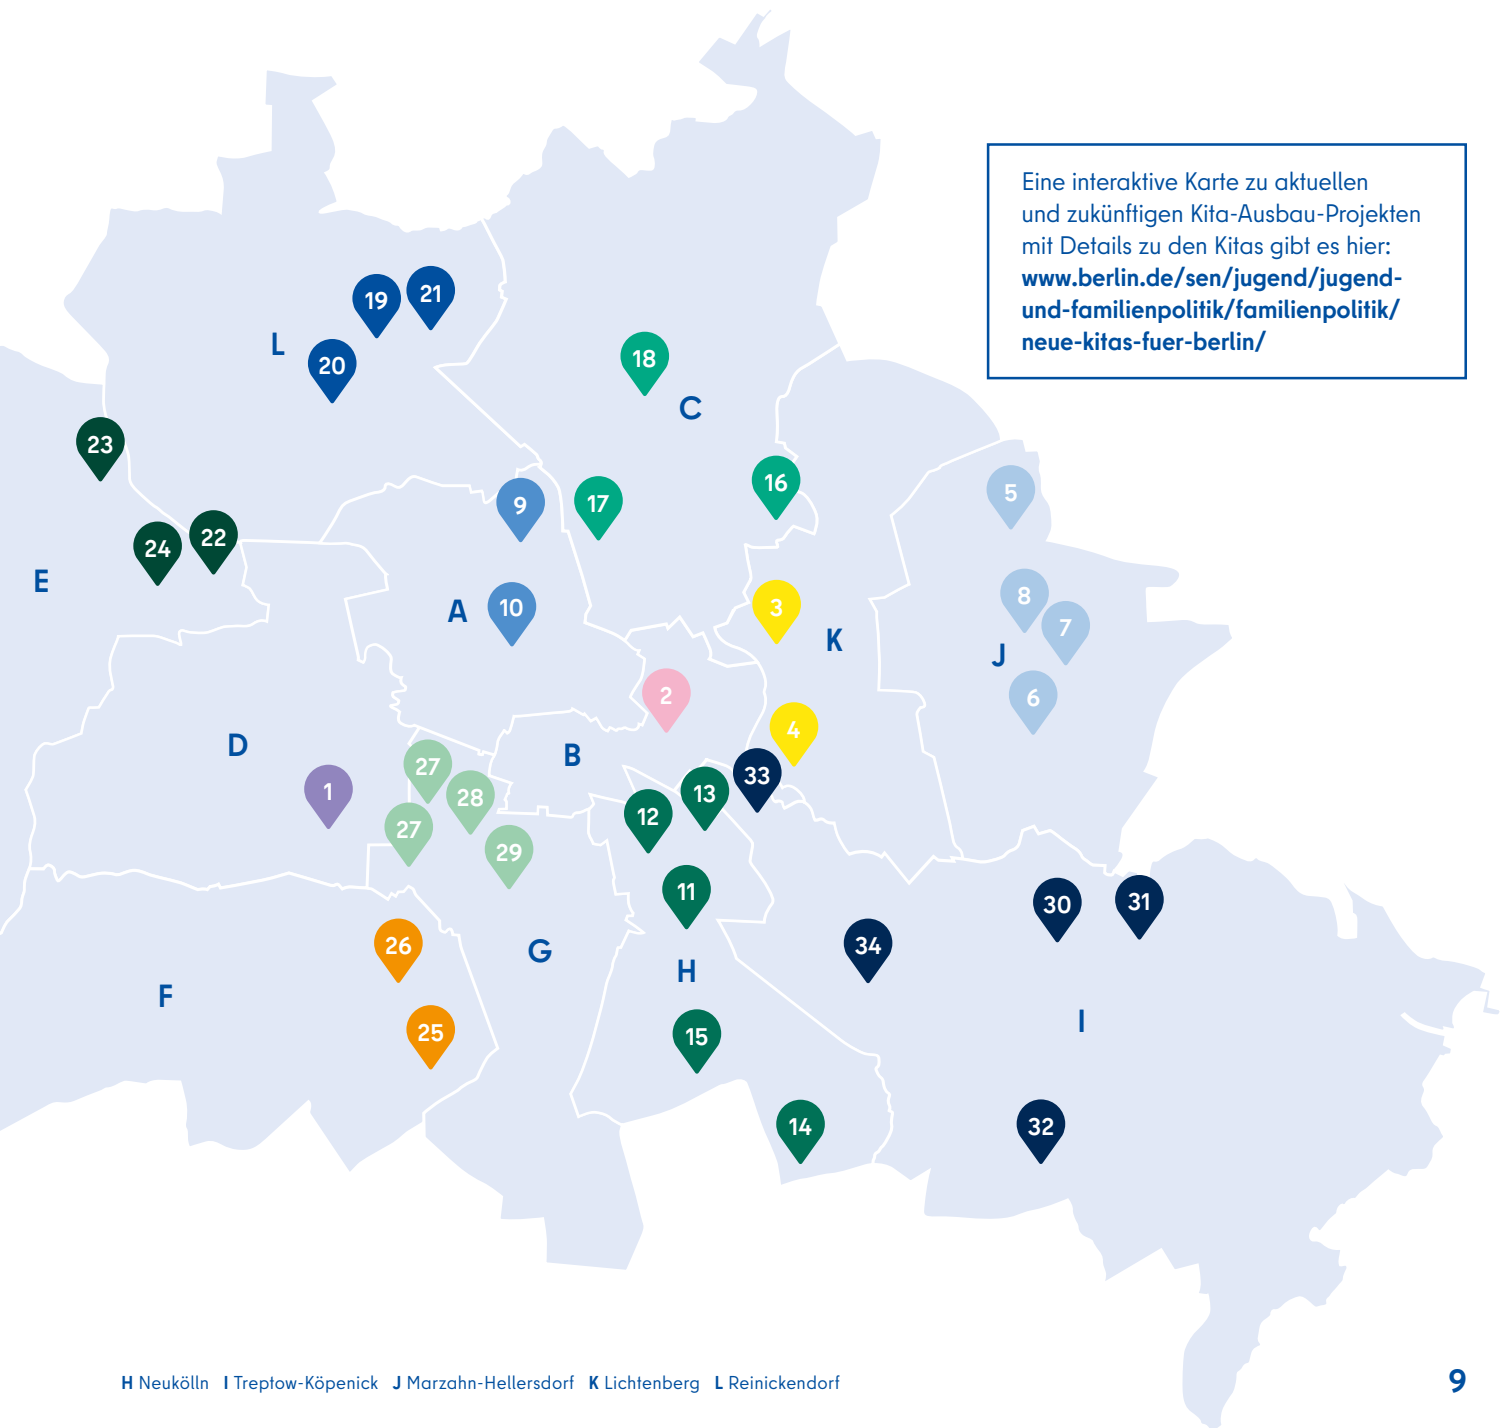 Eine interaktive Karte zu aktuellen
und zukünftigen Kita-Ausbau-Projekten
mit Details zu den Kitas gibt es hier:
www.berlin.de/sen/jugend/jugend-
und-familienpolitik/familienpolitik/
neue-kitas-fuer-berlin/
19
21
L
20
18
C
23
16
5
9
17
24
22
E
8
3
A
10
7
K
J
2
6
4
D
B
27
33
1
28
13
12
27
29
11
31
30
26
34
G
H
F
I
25
15
14
32
H Neukölln I Treptow-Köpenick J Marzahn-Hellersdorf K Lichtenberg L Reinickendorf
9